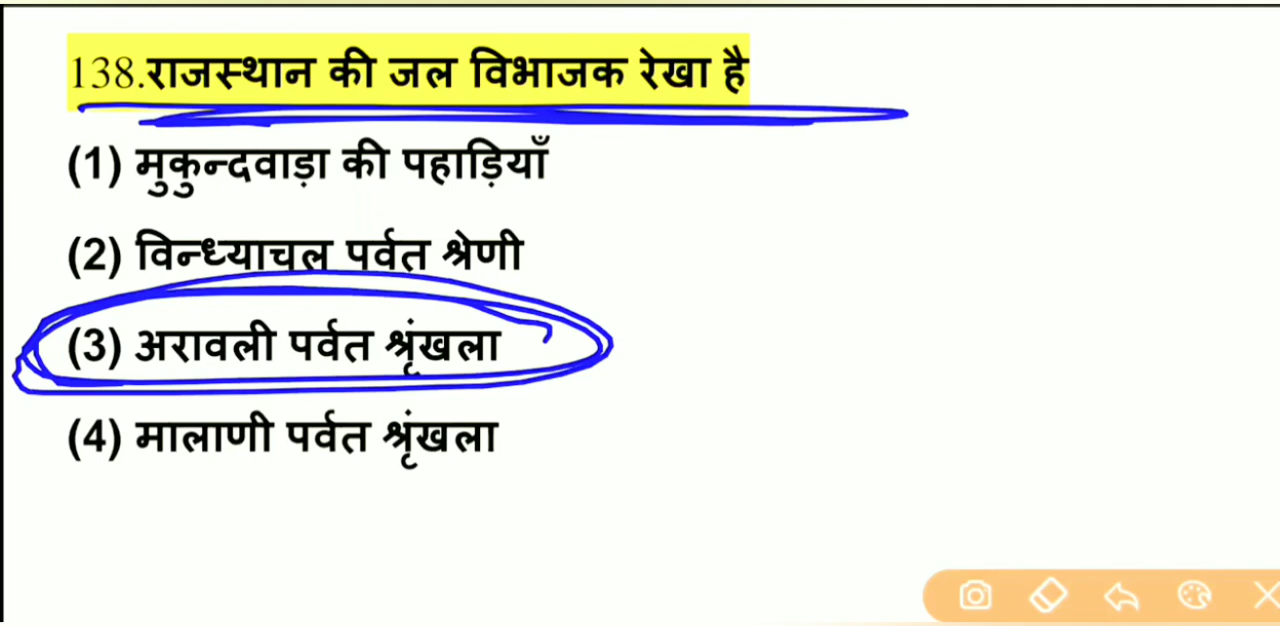 138.राजस्थान की जल विभाजक रेखा है
(1) मुकुन्दवाड़ा की पहाड़ियाँ
(2) विन्ध्याचल पर्वत श्रेणी
(3) अरावली पर्वत श्रृंखला
(4) मालाणी पर्वत श्रृंखला